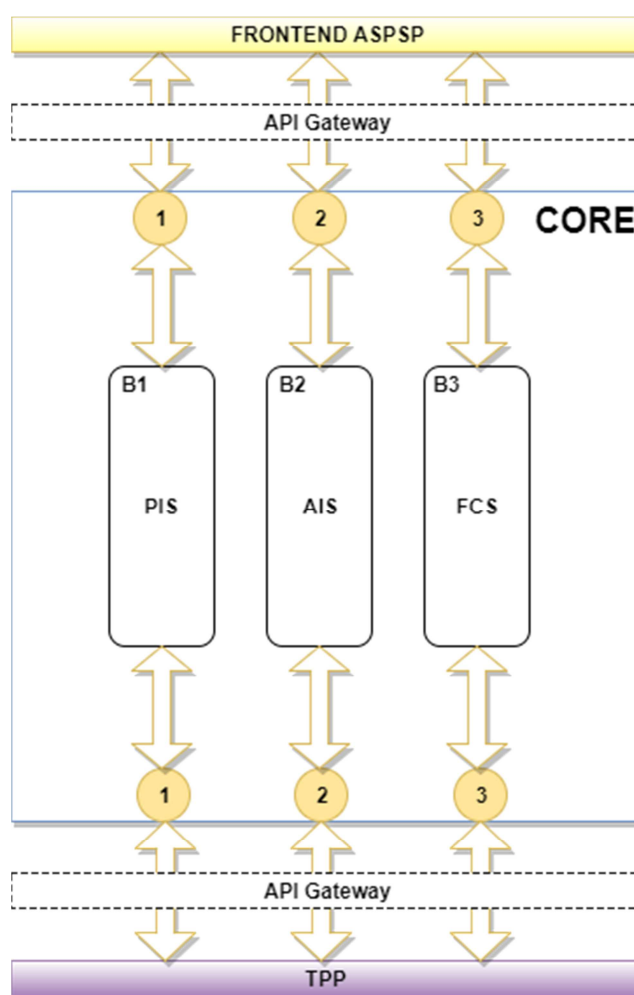 FRONTEND ASPSP
API Gateway
1 2 3 CORE
B1 B2 B3
PIS AIS FCS
1 2 3
API Gateway
TPP